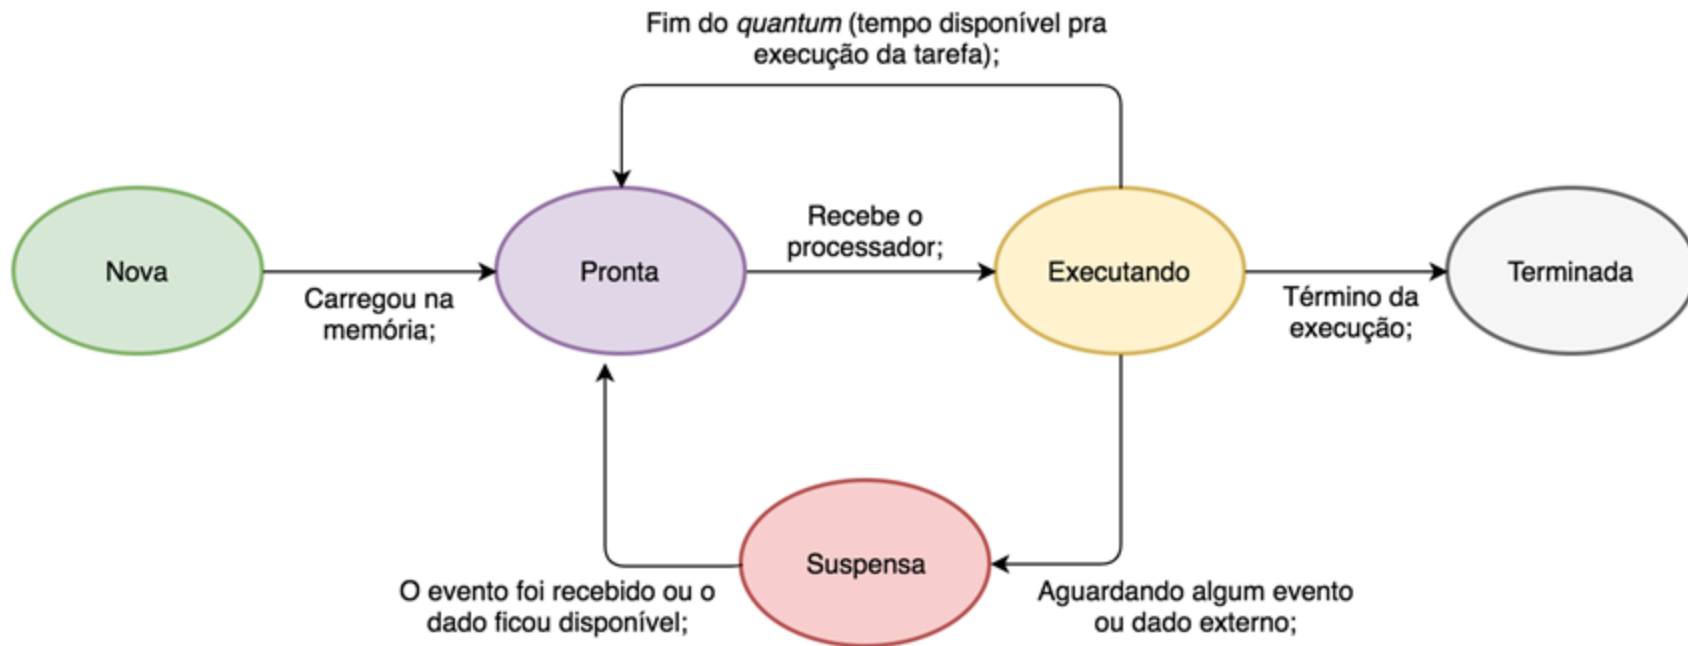 Fim do quantum (tempo disponível pra
execução da tarefa);
Nova
Carregou na
memória;
Pronta
Recebe o
processador;
Executando
Término da
execução;
Terminada
Suspensa
O evento foi recebido ou o
dado ficou disponível;
Aguardando algum evento
ou dado externo;